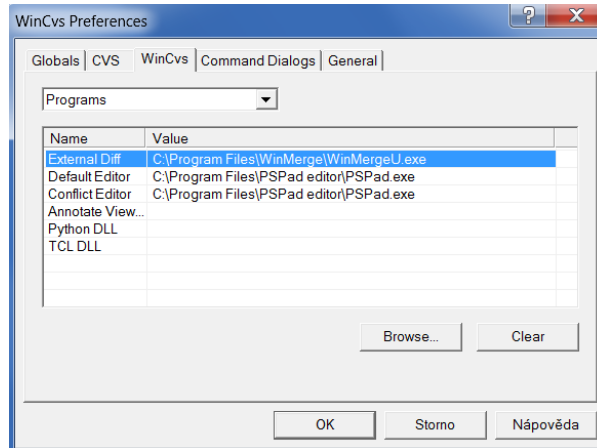 WinCvs Preferences
Globals CVS WinCvs Command Dialogs General
Programs
Name Value
External Diff C:\Program Files\WinMerge\WinMergeU.exe
Default Editor C:\Program Files\PSPad editor\PSPad.exe
Conflict Editor C:\Program Files\PSPad editor\PSPad.exe
Annotate View...
Python DLL
TCL DLL
Browse... Clear
OK Storno Nápověda